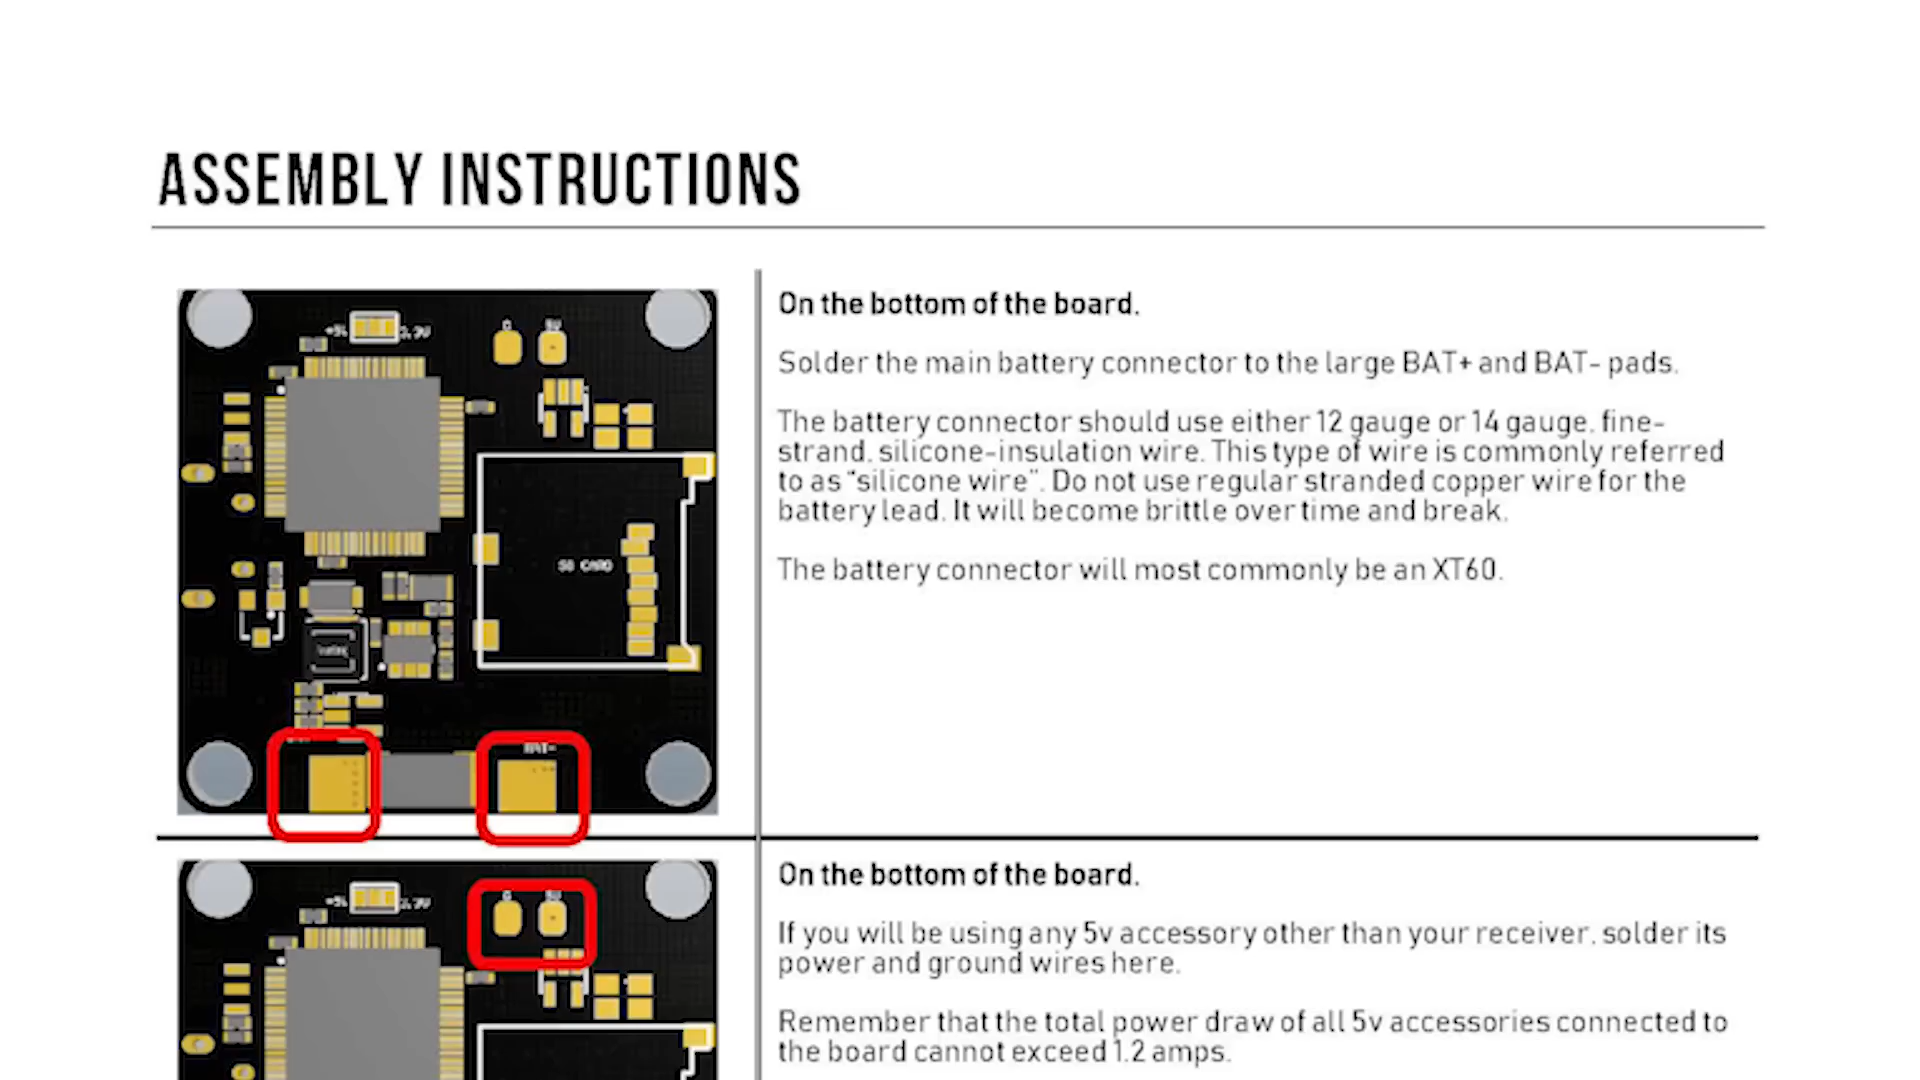 ASSEMBLY INSTRUCTIONS
G 5V
On the bottom of the board.
Solder the main battery connector to the large BAT+ and BAT- pads.
The battery connector should use either 12 gauge or 14 gauge, fine-
strand, silicone-insulation wire. This type of wire is commonly referred
to as “silicone wire”. Do not use regular stranded copper wire for the
battery lead. It will become brittle over time and break.
The battery connector will most commonly be an XT60.
SD CARD
BAT-
On the bottom of the board.
If you will be using any 5v accessory other than your receiver, solder its
power and ground wires here.
Remember that the total power draw of all 5v accessories connected to
the board cannot exceed 1.2 amps.
G 5V